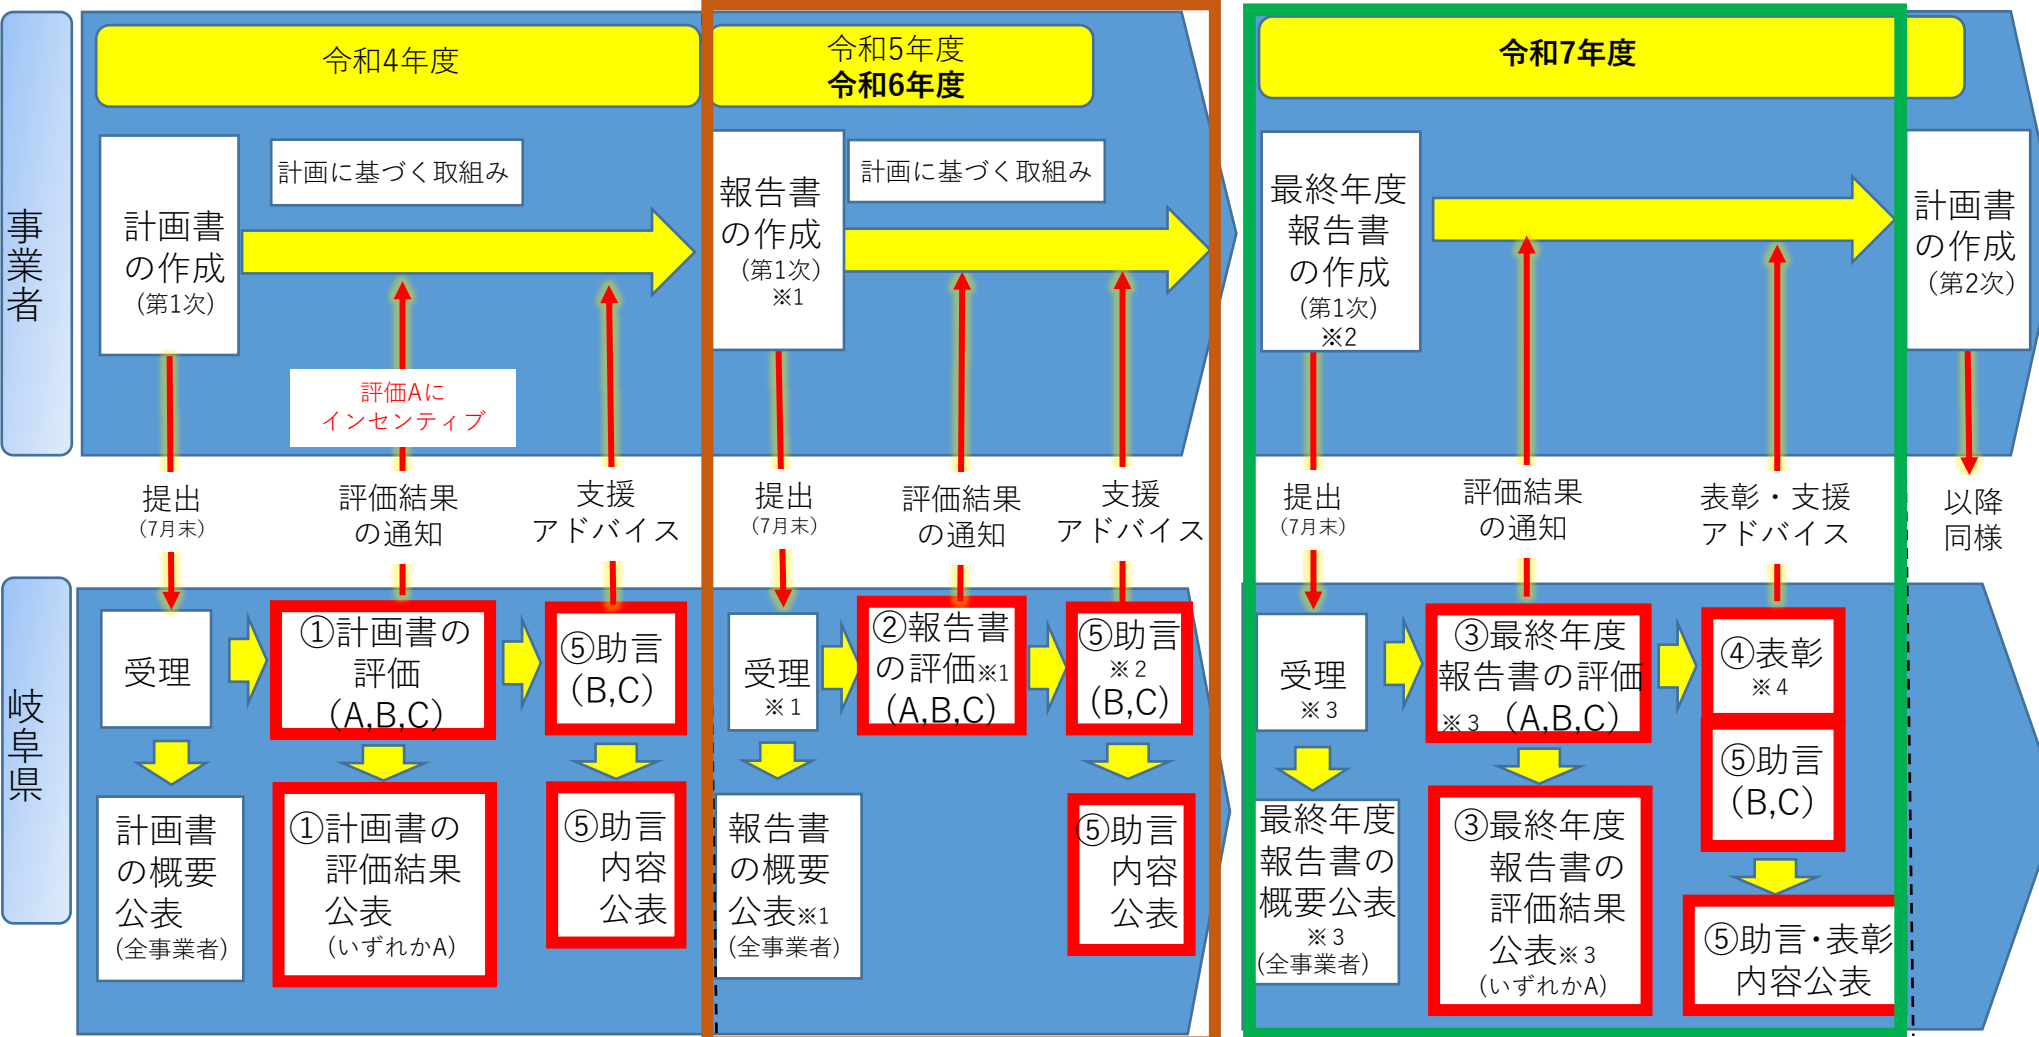 令和4年度
令和5年度
令和6年度
令和7年度
事業者
計画書
の作成
(第1次)
計画に基づく取組み
評価Aに
インセンティブ
報告書
の作成
(第1次)
※1
計画に基づく取組み
最終年度
報告書
の作成
(第1次)
※2
計画書
の作成
(第2次)
提出
(7月末)
評価結果
の通知
支援
アドバイス
提出
(7月末)
評価結果
の通知
支援
アドバイス
提出
(7月末)
評価結果
の通知
表彰・支援
アドバイス
以降
同様
岐阜県
受理
①計画書の
評価
(A,B,C)
⑤助言
(B,C)
受理
※1
②報告書
の評価※1
(A,B,C)
⑤助言
※2
(B,C)
受理
※3
③最終年度
報告書の評価
※3 (A,B,C)
④表彰
※4
⑤助言
(B,C)
計画書
の概要
公表
(全事業者)
①計画書の
評価結果
公表
(いずれかA)
⑤助言
内容
公表
報告書
の概要
公表※1
(全事業者)
⑤助言
内容
公表
最終年度
報告書の
概要公表
※3
(全事業者)
③最終年度
報告書の
評価結果
公表※3
(いずれかA)
⑤助言・表彰
内容公表